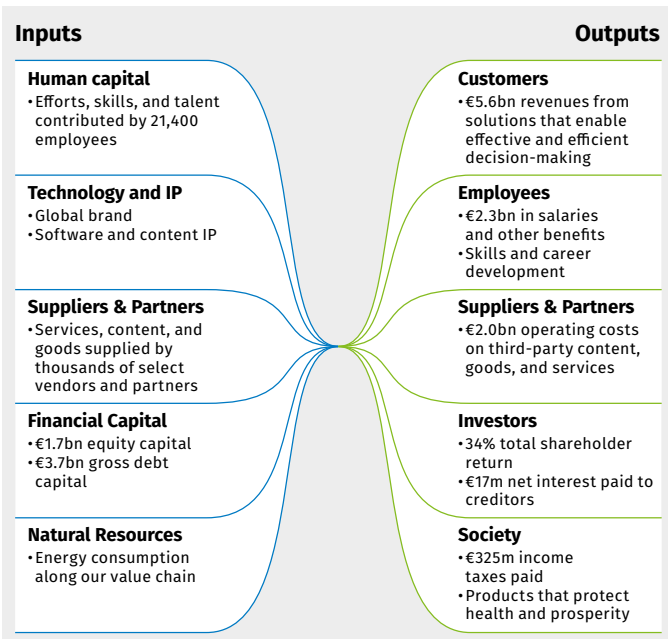 Inputs
Human capital
•Efforts, skills, and talent
contributed by 21,400
employees
Technology and IP
•Global brand
•Software and content IP
Suppliers & Partners
•Services, content, and
goods supplied by
thousands of select
vendors and partners
Financial Capital
•€1.7bn equity capital
•€3.7bn gross debt
capital
Natural Resources
•Energy consumption
along our value chain
Outputs
Customers
•€5.6bn revenues from
solutions that enable
effective and efficient
decision-making
Employees
•€2.3bn in salaries
and other benefits
•Skills and career
development
Suppliers & Partners
•€2.0bn operating costs
on third-party content,
goods, and services
Investors
•34% total shareholder
return
•€17m net interest paid to
creditors
Society
•€325m income
taxes paid
•Products that protect
health and prosperity